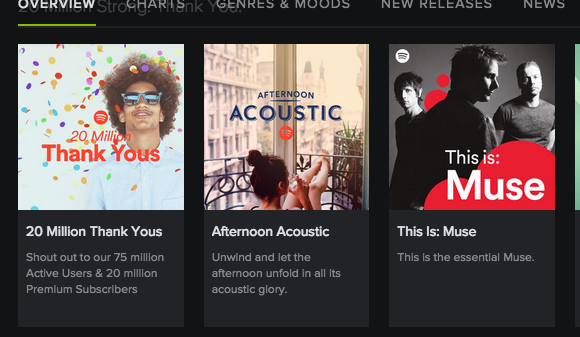 20 Million Strong. Thank You.
OVERVIEW CHARTS GENRES & MOODS NEW RELEASES NEWS
20 Million
Thank Yous
AFTERNOON
ACOUSTIC
This is:
Muse
20 Million Thank Yous
Shout out to our 75 million
Active Users & 20 million
Premium Subscribers
Afternoon Acoustic
Unwind and let the
afternoon unfold in all its
acoustic glory.
This Is: Muse
This is the essential Muse.